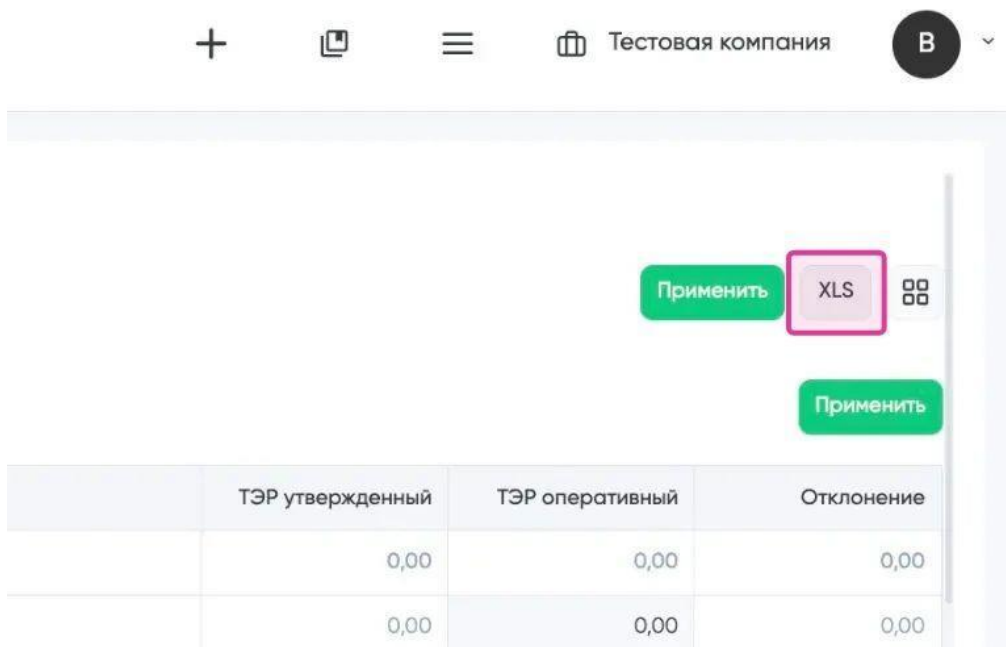 Тестовая компания
В
Применить XLS
Применить
ТЭР утвержденный ТЭР оперативный Отклонение
0,00 0,00 0,00
0,00 0,00 0,00